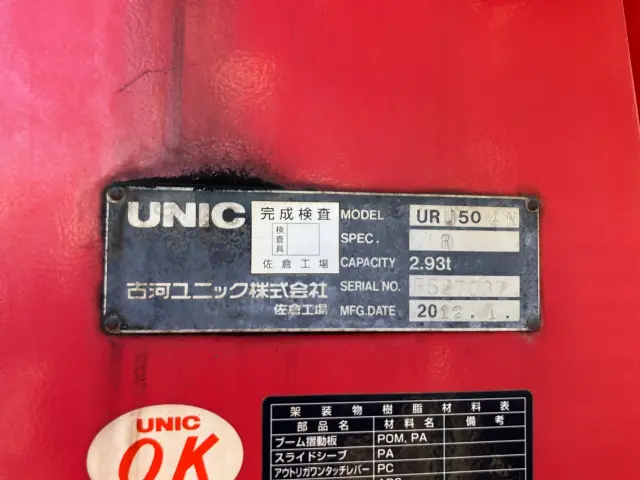 UNIC
完成検査
検査員
佐倉工場
古河ユニック株式会社
佐倉工場
MODEL UR 50
SPEC. R
CAPACITY 2.93t
SERIAL NO.
MFG.DATE 2012.1.
UNIC
OK
架装物樹脂材料表
部品名 材料名 備考
ブーム摺動板 POM, PA
スライドシーブ PA
アウトリガワンタッチレバー PC